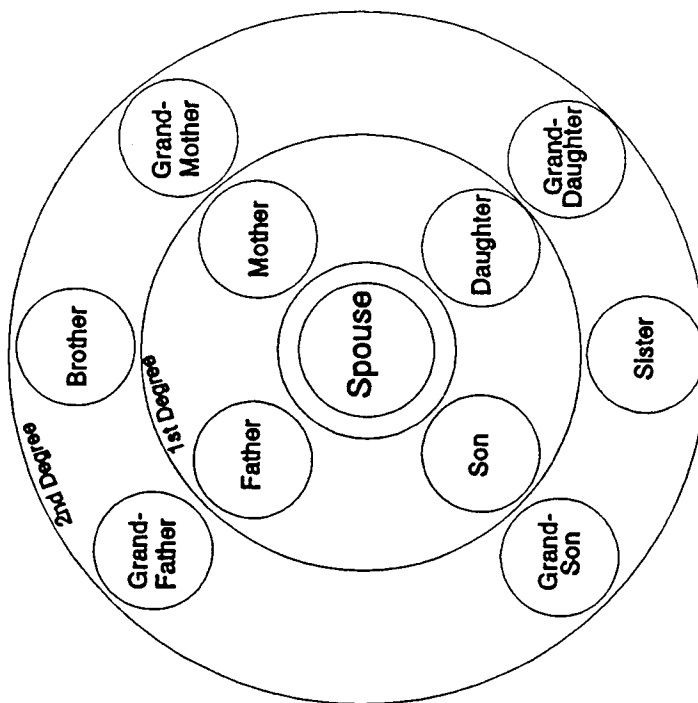 2nd Degree
Brother
Grand-
Father
1st Degree
Grand-
Mother
Father
Mother
Spouse
Son
Daughter
Grand-
Son
Grand-
Daughter
Sister